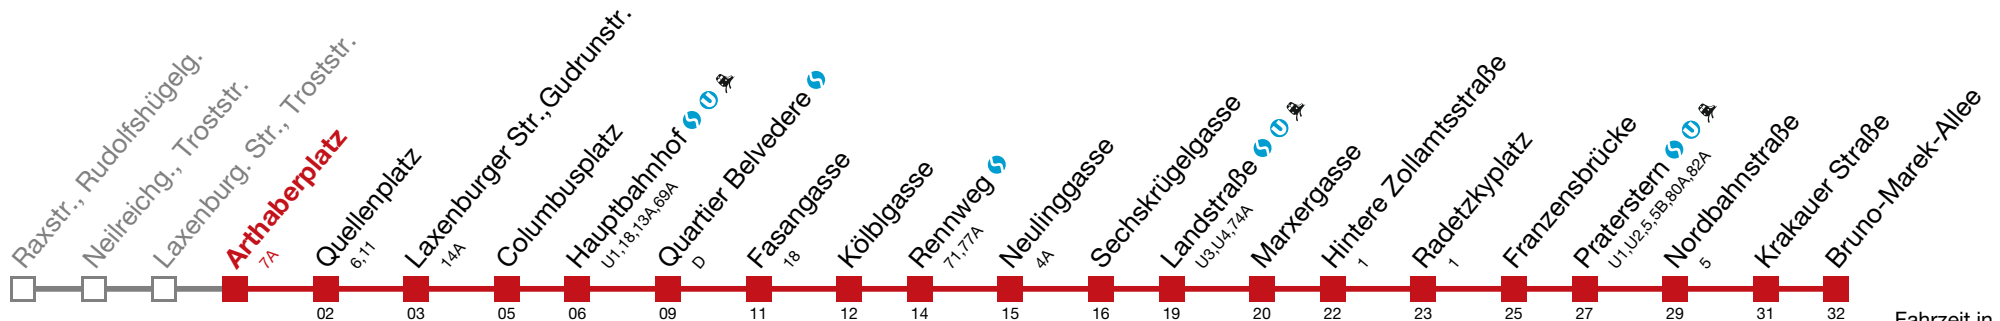 Raxstr., Rudolfshügelg.
Neilreichg., Troststr.
Laxenburg. Str., Troststr.
Arthaberplatz
7A
Quellenplatz
6,11
Laxenburger Str., Gudrunstr.
14A
Columbusplatz
Hauptbahnhof
U1,18,13A,69A
Quartier Belvedere
D
Fasangasse
18
Kölblgasse
Rennweg
71,77A
Neulinggasse
4A
Sechskrügelgasse
Landstraße
U3,U4,74A
Marxergasse
Hintere Zollamtsstraße
1
Radetzkyplatz
1
Franzensbrücke
Praterstern
U1,U2,5,5B,80A,82A
Nordbahnstraße
5
Krakauer Straße
Bruno-Marek-Allee
02 03 05 06 09 11 12 14 15 16 19 20 22 23 25 27 29 31 32
Fahrzeit in